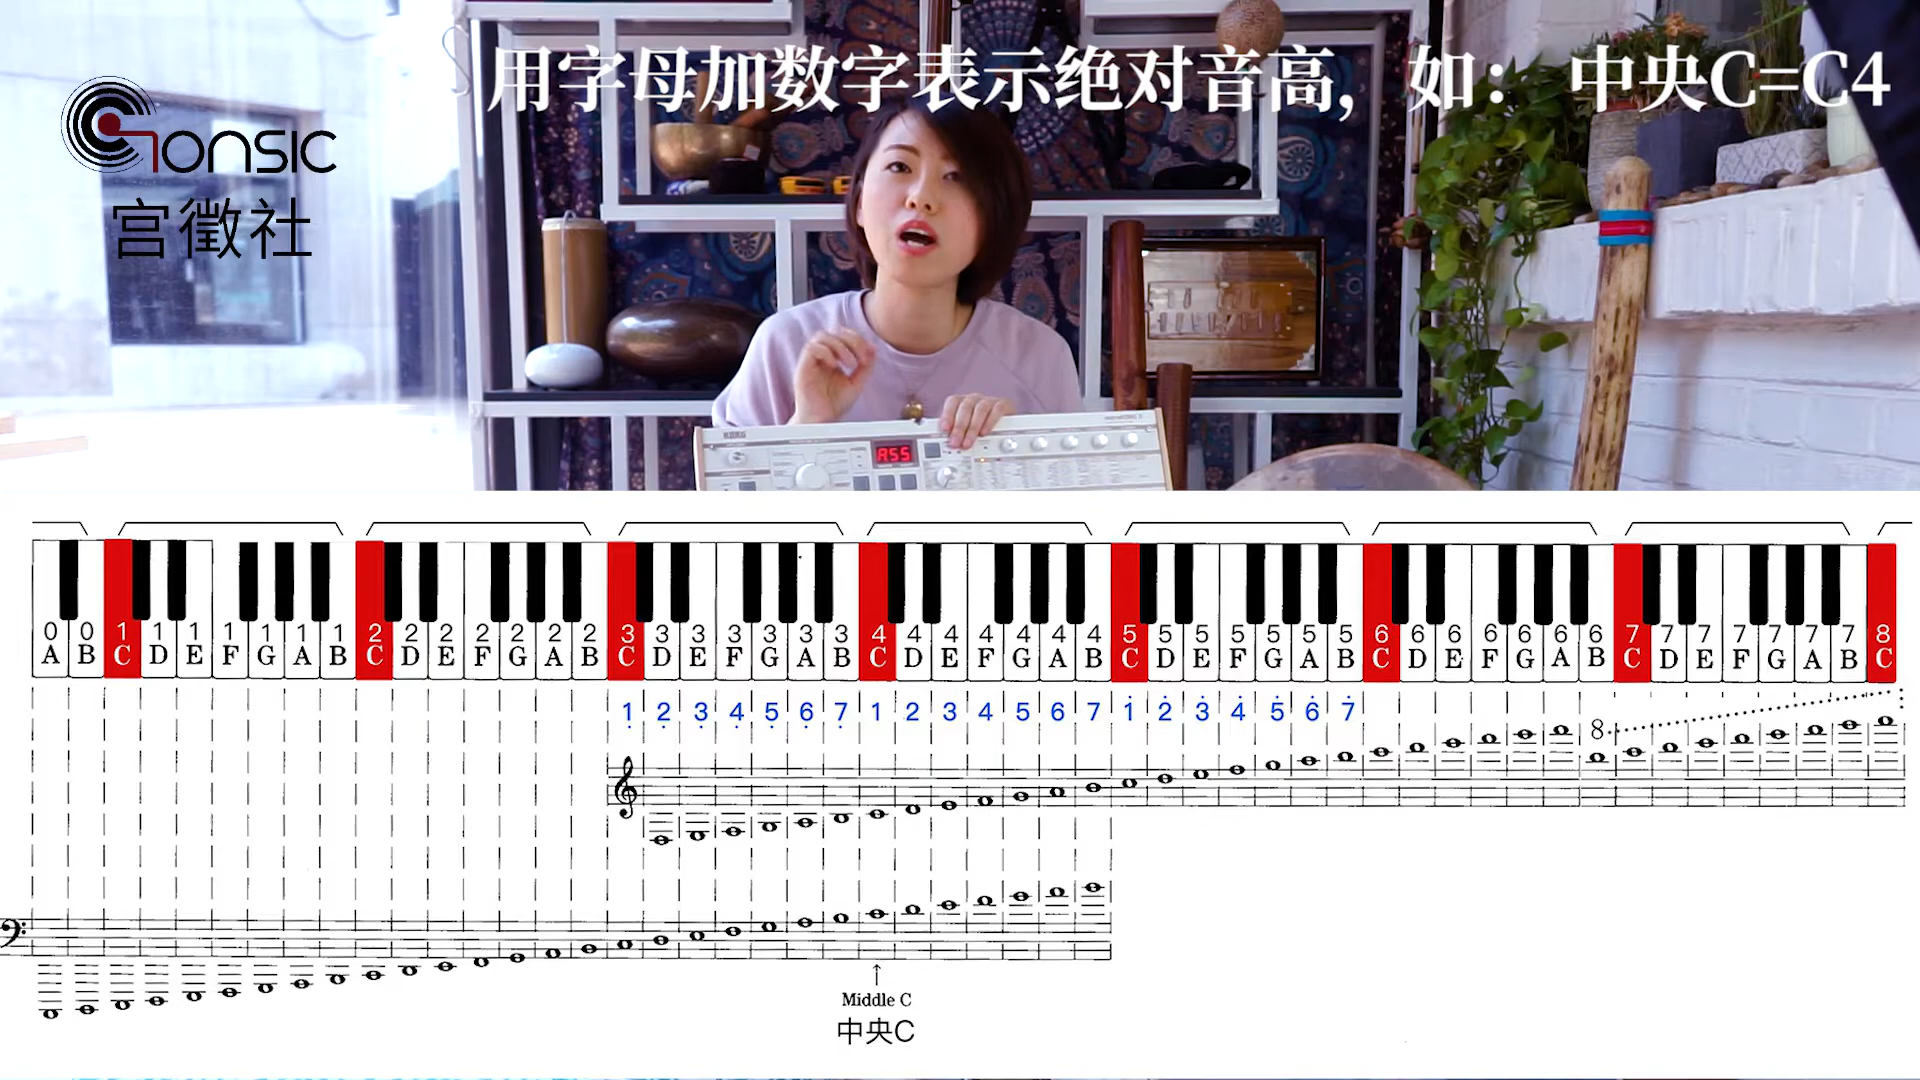 用字母加数字表示绝对音高， 如： 中央C=C4
Gonsic
宫徵社
KORG
A55
0 0 1 1 1 1 1 1 1 2 2 2 2 2 2 2 3 3 3 3 3 3 3 4 4 4 4 4 4 4 5 5 5 5 5 5 5 6 6 6 6 6 6 6 7 7 7 7 7 7 7 8
A B C D E F G A B C D E F G A B C D E F G A B C D E F G A B C D E F G A B C D E F G A B C D E F G A B C
1 2 3 4 5 6 7 1 2 3 4 5 6 7 1 2 3 4 5 6 7
8
Middle C
中央C